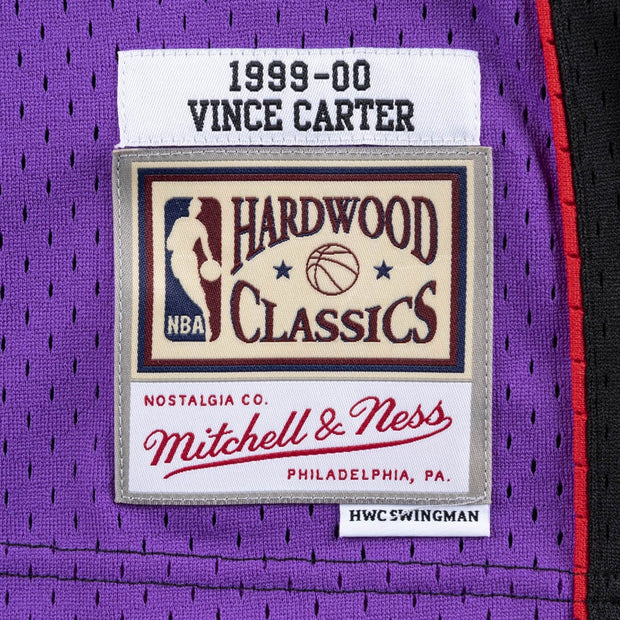 1999-00
VINCE CARTER
HARDWOOD
CLASSICS
NBA
NOSTALGIA CO.
Mitchell & Ness
PHILADELPHIA, PA.
HWC SWINGMAN